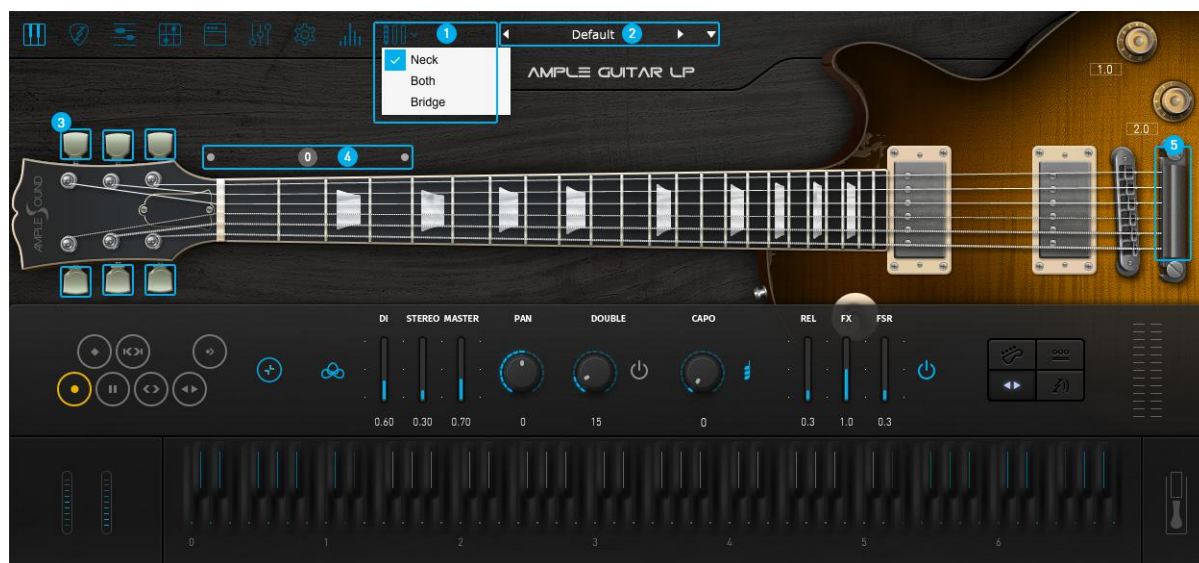 1
Default 2
Neck
Both
Bridge
AMPLE GUITAR LP
1.0
2.0
3
0 4
5
AMPLE SOUND
DI STEREO MASTER PAN DOUBLE CAPO REL FX FSR
0.60 0.30 0.70 0 15 0 0.3 1.0 0.3
0 1 2 3 4 5 6